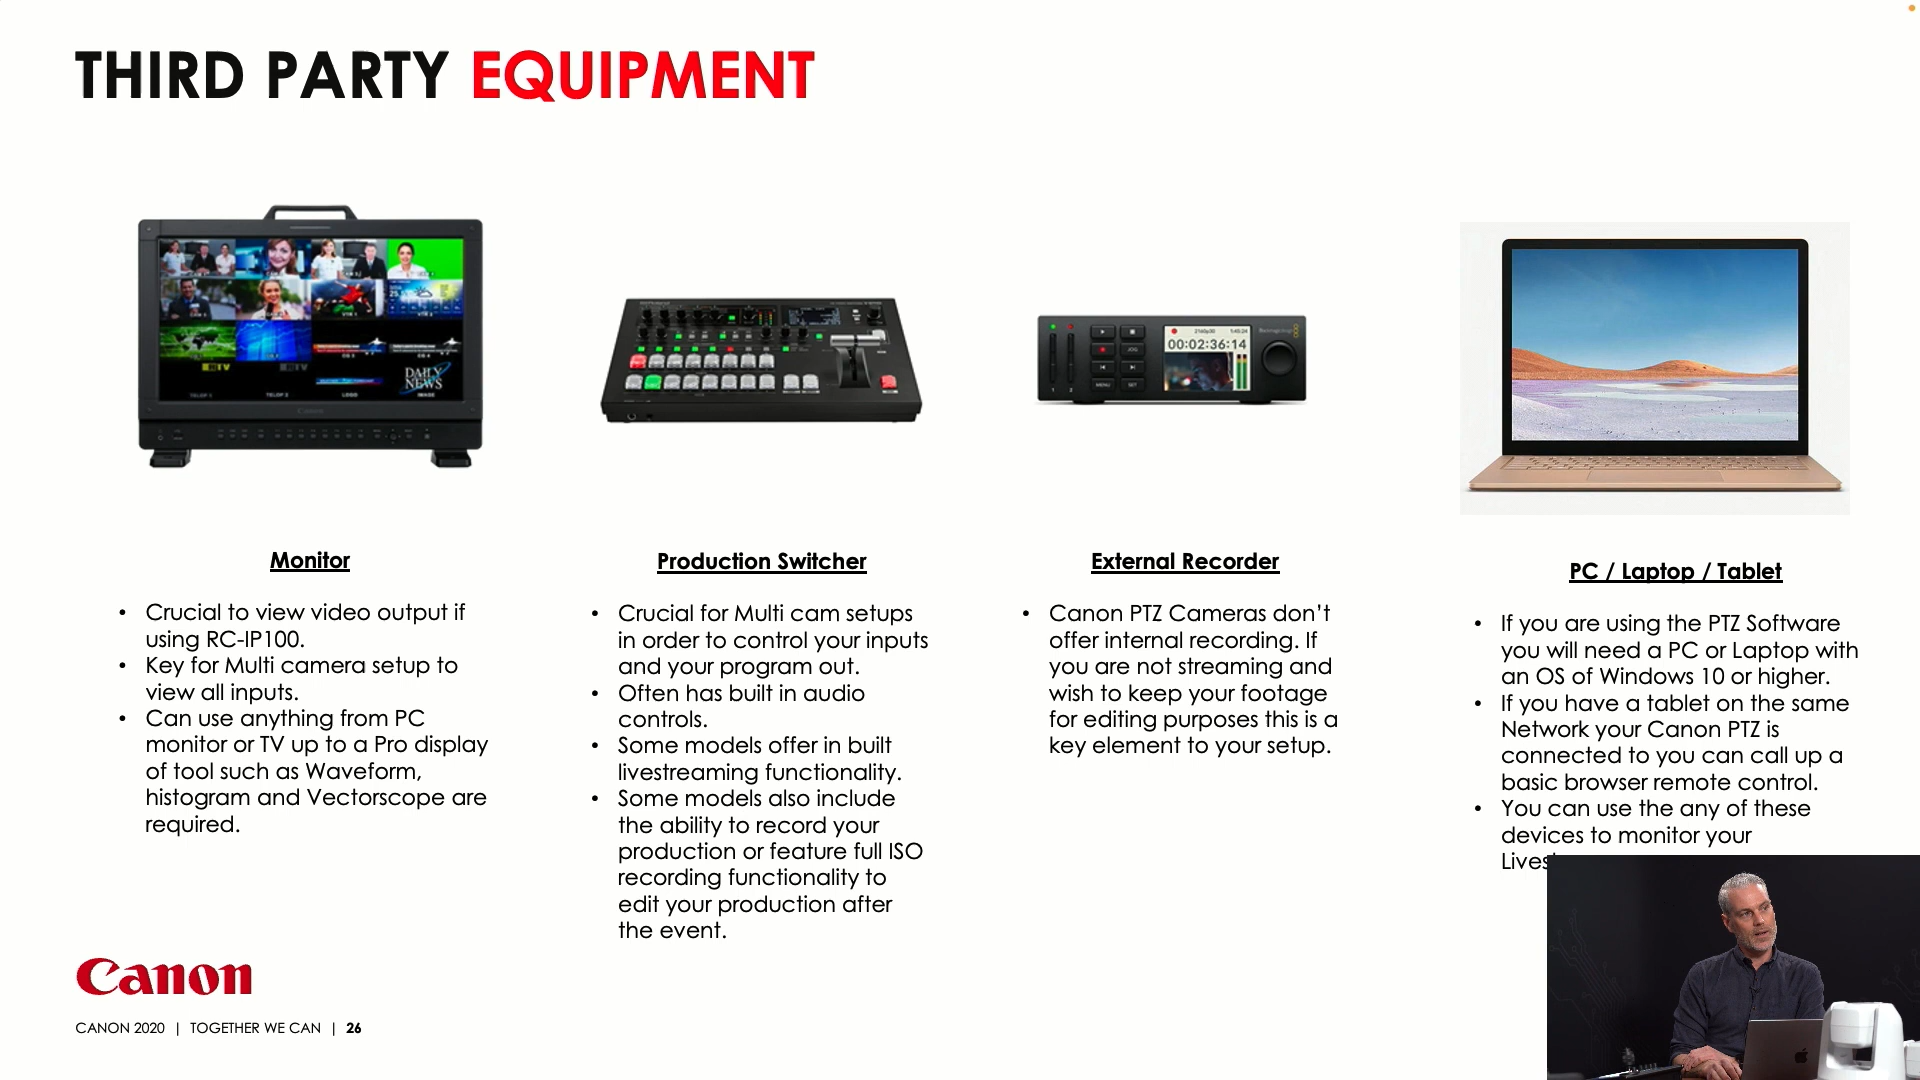 THIRD PARTY EQUIPMENT
DAILY
NEWS
LOGO
IMAGE
00:02:36:14
Monitor
• Crucial to view video output if
using RC-IP100.
• Key for Multi camera setup to
view all inputs.
• Can use anything from PC
monitor or TV up to a Pro display
of tool such as Waveform,
histogram and Vectorscope are
required.
Production Switcher
• Crucial for Multi cam setups
in order to control your inputs
and your program out.
• Often has built in audio
controls.
• Some models offer in built
livestreaming functionality.
• Some models also include
the ability to record your
production or feature full ISO
recording functionality to
edit your production after
the event.
External Recorder
• Canon PTZ Cameras don’t
offer internal recording. If
you are not streaming and
wish to keep your footage
for editing purposes this is a
key element to your setup.
PC / Laptop / Tablet
• If you are using the PTZ Software
you will need a PC or Laptop with
an OS of Windows 10 or higher.
• If you have a tablet on the same
Network your Canon PTZ is
connected to you can call up a
basic browser remote control.
• You can use the any of these
devices to monitor your
Canon
CANON 2020 | TOGETHER WE CAN | 26